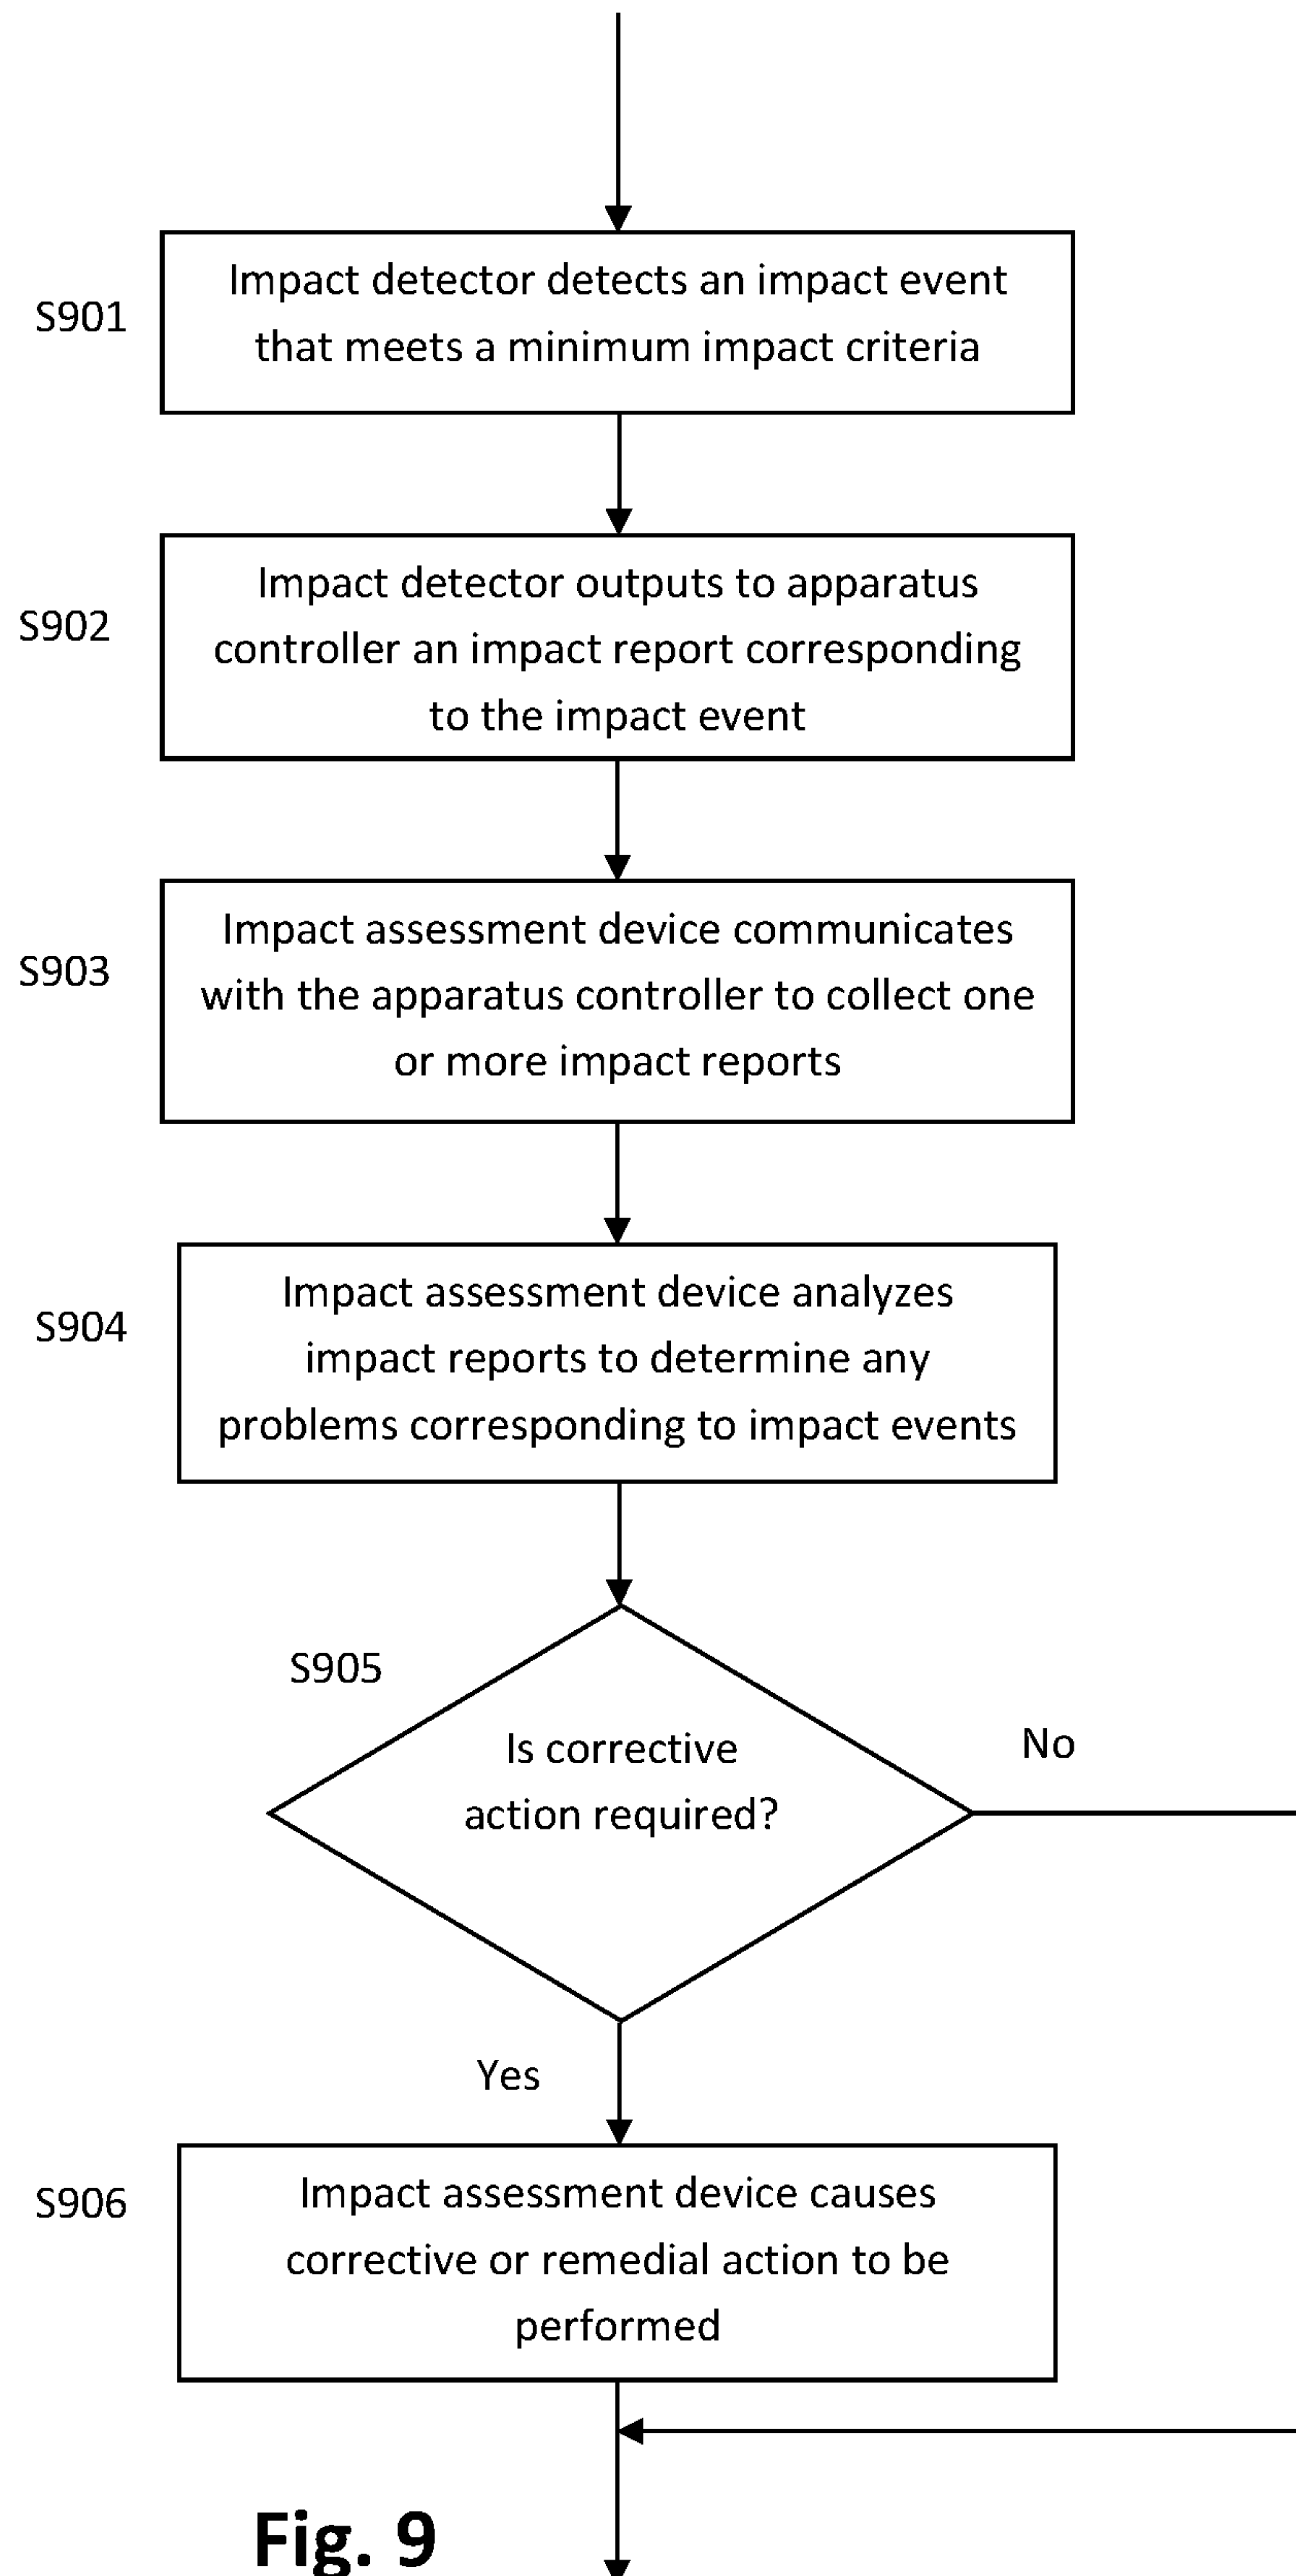 S901
Impact detector detects an impact event
that meets a minimum impact criteria
S902
Impact detector outputs to apparatus
controller an impact report corresponding
to the impact event
S903
Impact assessment device communicates
with the apparatus controller to collect one
or more impact reports
S904
Impact assessment device analyzes
impact reports to determine any
problems corresponding to impact events
S905
Is corrective
action required?
No
Yes
S906
Impact assessment device causes
corrective or remedial action to be
performed
Fig. 9